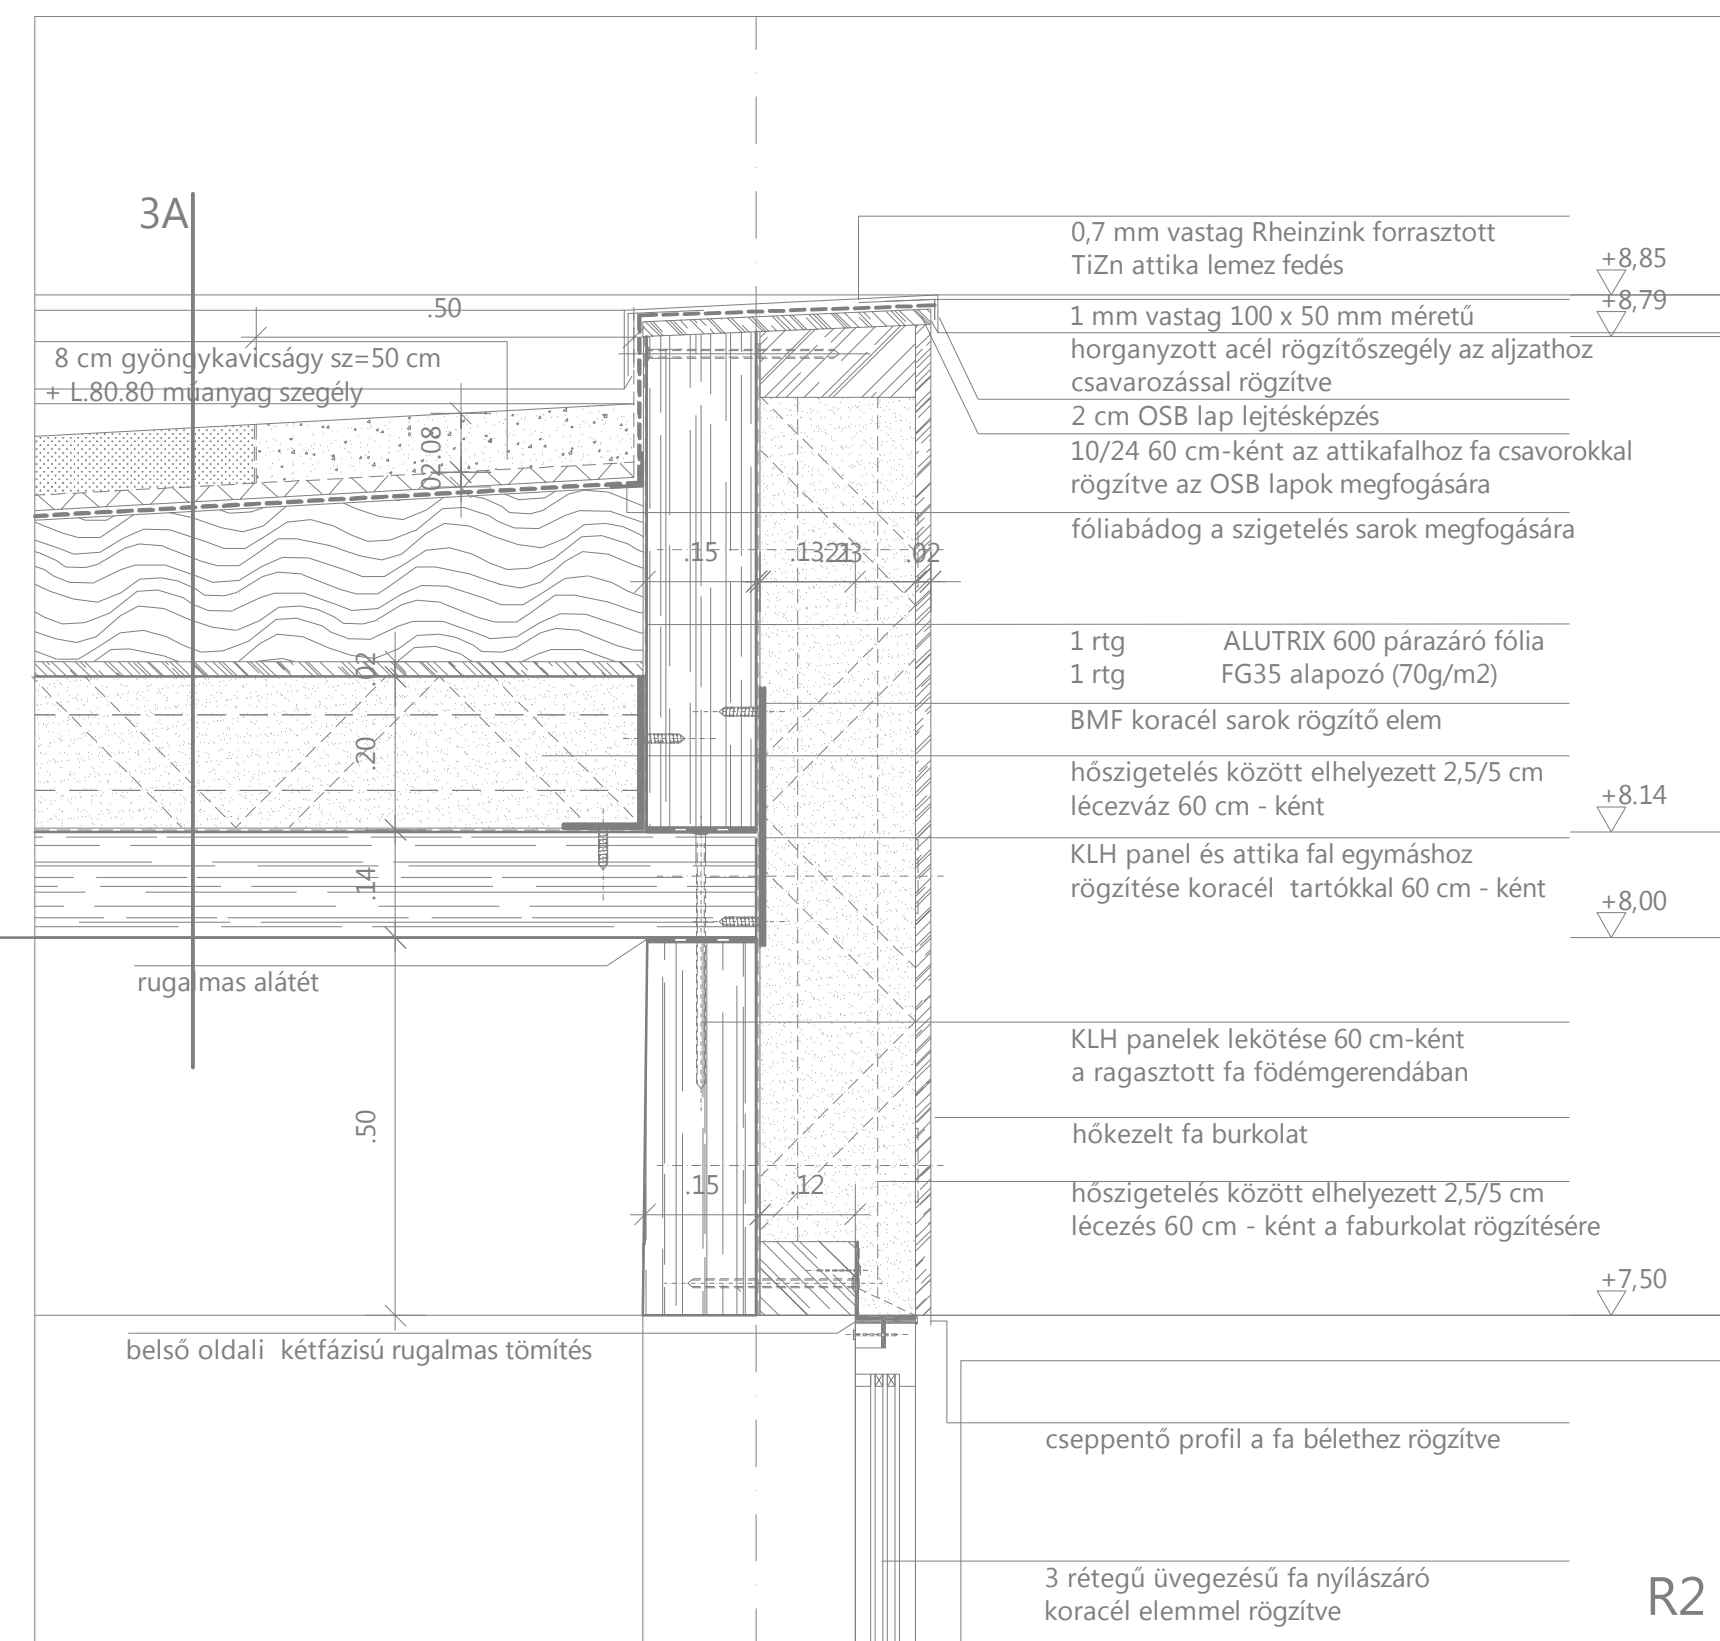 3A
0,7 mm vastag Rheinzink forrasztott
TiZn attika lemez fedés
+8,85
+8,79
.50
1 mm vastag 100 x 50 mm méretű
horganyzott acél rögzítőszegély az aljzathoz
csavarozással rögzítve
8 cm gyöngykavicságy sz=50 cm
+ L.80.80 műanyag szegély
2 cm OSB lap lejtésképzés
10/24 60 cm-ként az attikafalhoz fa csavorokkal
rögzítve az OSB lapok megfogására
.08
.02
fóliabádog a szigetelés sarok megfogására
.15
.13
.21
.02
1 rtg ALUTRIX 600 párazáró fólia
1 rtg FG35 alapozó (70g/m2)
.02
BMF koracél sarok rögzítő elem
.20
hőszigetelés között elhelyezett 2,5/5 cm
lécezváz 60 cm - ként
+8.14
KLH panel és attika fal egymáshoz
rögzítése koracél tartókkal 60 cm - ként
.14
+8,00
rugalmas alátét
KLH panelek lekötése 60 cm-ként
a ragasztott fa födémgerendában
.50
hőkezelt fa burkolat
.15
.12
hőszigetelés között elhelyezett 2,5/5 cm
lécezés 60 cm - ként a faburkolat rögzítésére
+7,50
belső oldali kétfázisú rugalmas tömítés
cseppentő profil a fa bélethez rögzítve
3 rétegű üvegezésű fa nyílászáró
koracél elemmel rögzítve
R2